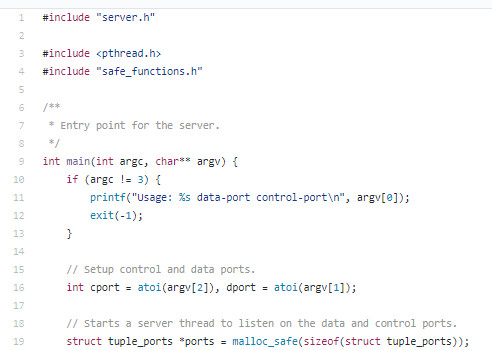 1 #include "server.h"
2
3 #include <pthread.h>
4 #include "safe_functions.h"
5
6 /**
7  * Entry point for the server.
8  */
9 int main(int argc, char** argv) {
10     if (argc != 3) {
11         printf("Usage: %s data-port control-port\n", argv[0]);
12         exit(-1);
13     }
14
15     // Setup control and data ports.
16     int cport = atoi(argv[2]), dport = atoi(argv[1]);
17
18     // Starts a server thread to listen on the data and control ports.
19     struct tuple_ports *ports = malloc_safe(sizeof(struct tuple_ports));